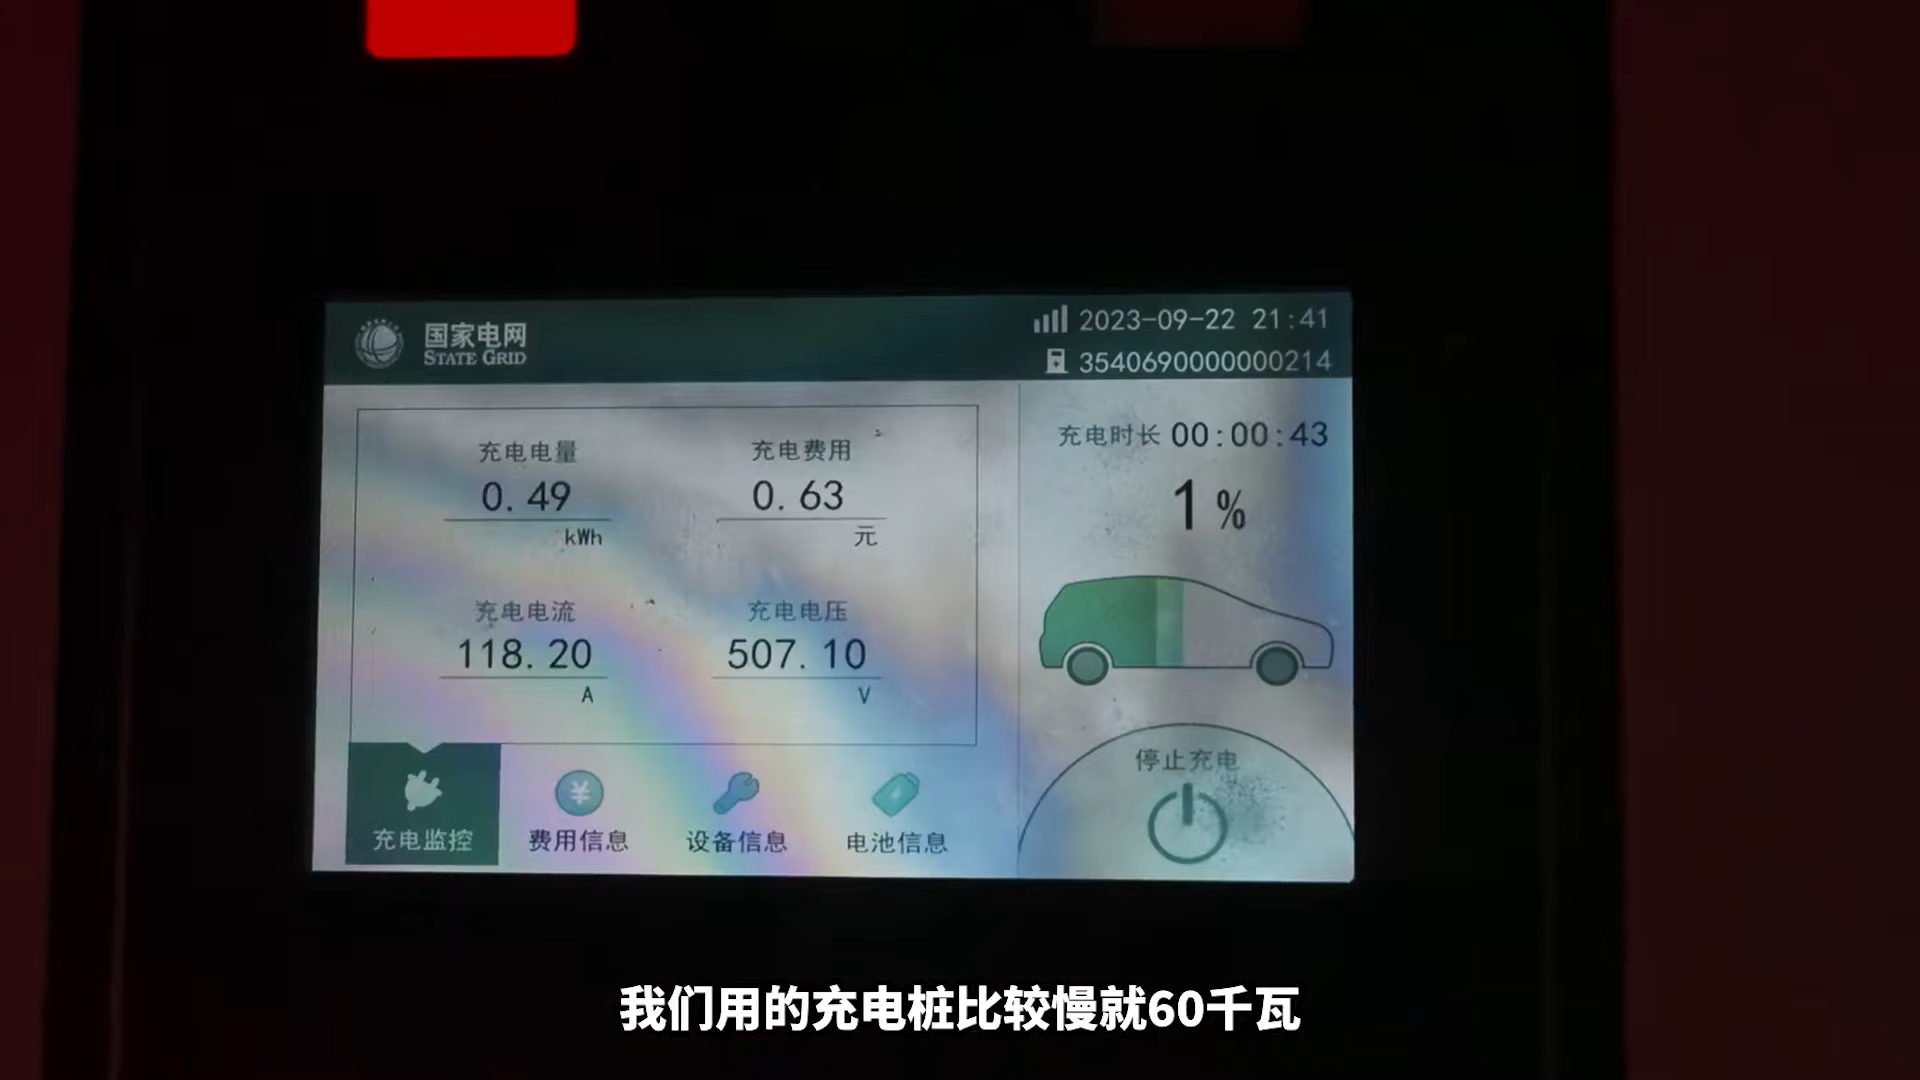 国家电网
STATE GRID
2023-09-22 21:41
3540690000000214
充电电量
0.49
kWh
充电费用
0.63
元
充电电流
118.20
A
充电电压
507.10
V
充电时长 00:00:43
1%
停止充电
充电监控
¥
费用信息
设备信息
电池信息
我们用的充电桩比较慢就60千瓦